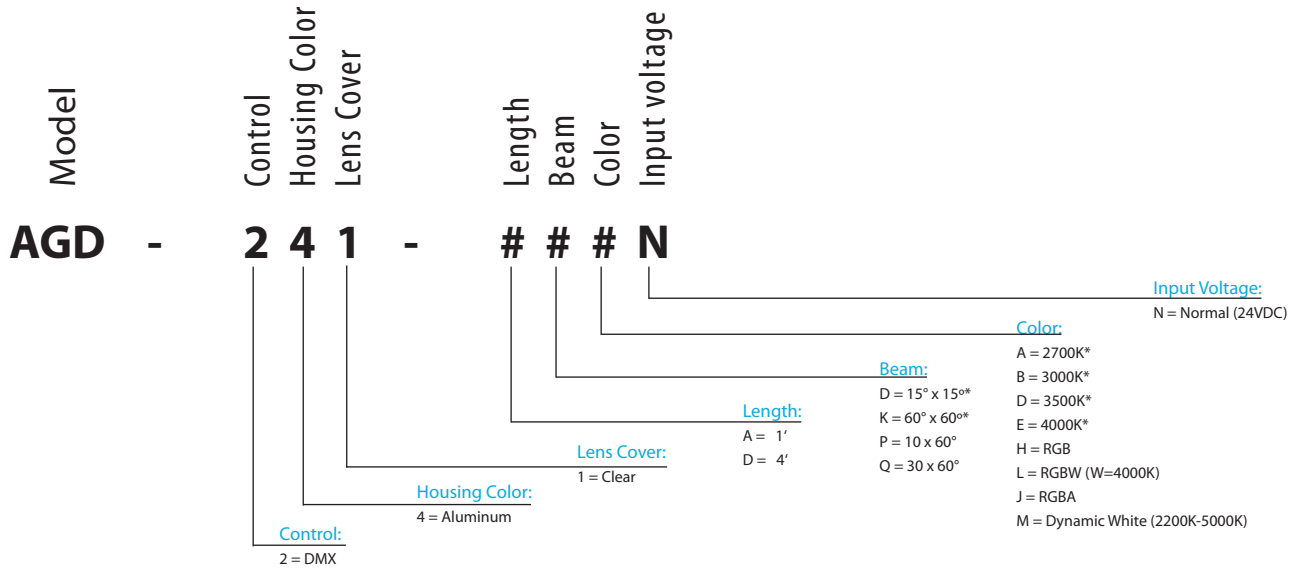 Model
Control
Housing Color
Lens Cover
Length
Beam
Color
Input voltage
AGD - 2 4 1 - # # # N
Input Voltage:
N = Normal (24VDC)
Color:
A = 2700K*
B = 3000K*
D = 3500K*
E = 4000K*
H = RGB
L = RGBW (W=4000K)
J = RGBA
M = Dynamic White (2200K-5000K)
Beam:
D = 15° x 15º*
K = 60° x 60º*
P = 10 x 60°
Q = 30 x 60°
Length:
A = 1'
D = 4'
Lens Cover:
1 = Clear
Housing Color:
4 = Aluminum
Control:
2 = DMX